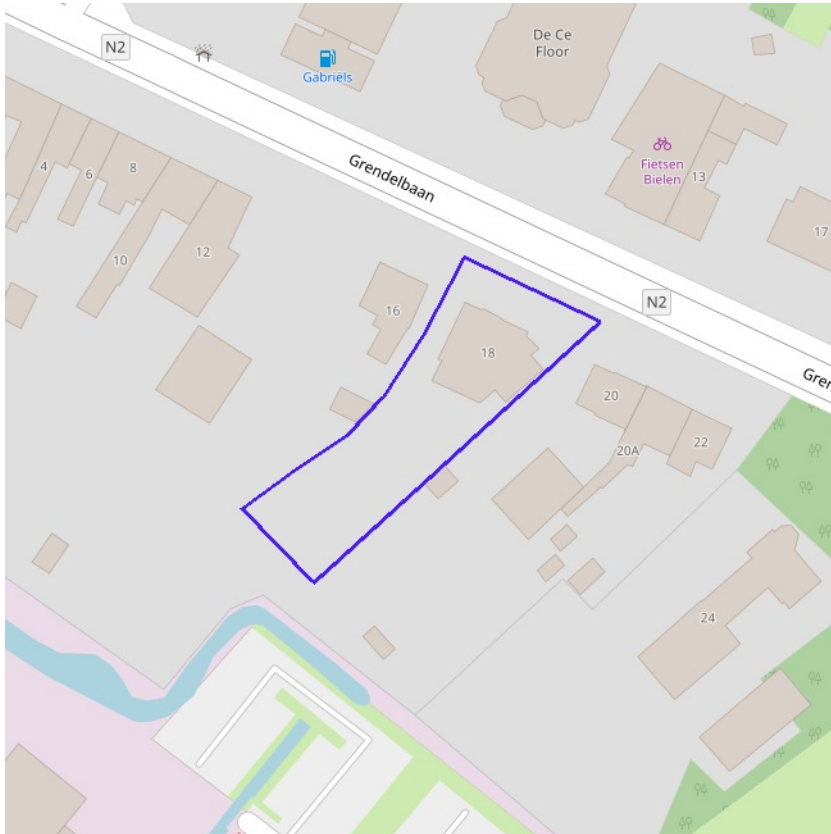 N2
Gabriëls
De Ce
Floor
4
6
8
10
12
Grendelbaan
Fietsen
Bielen
13
17
16
18
N2
Gren
20
20A
22
24